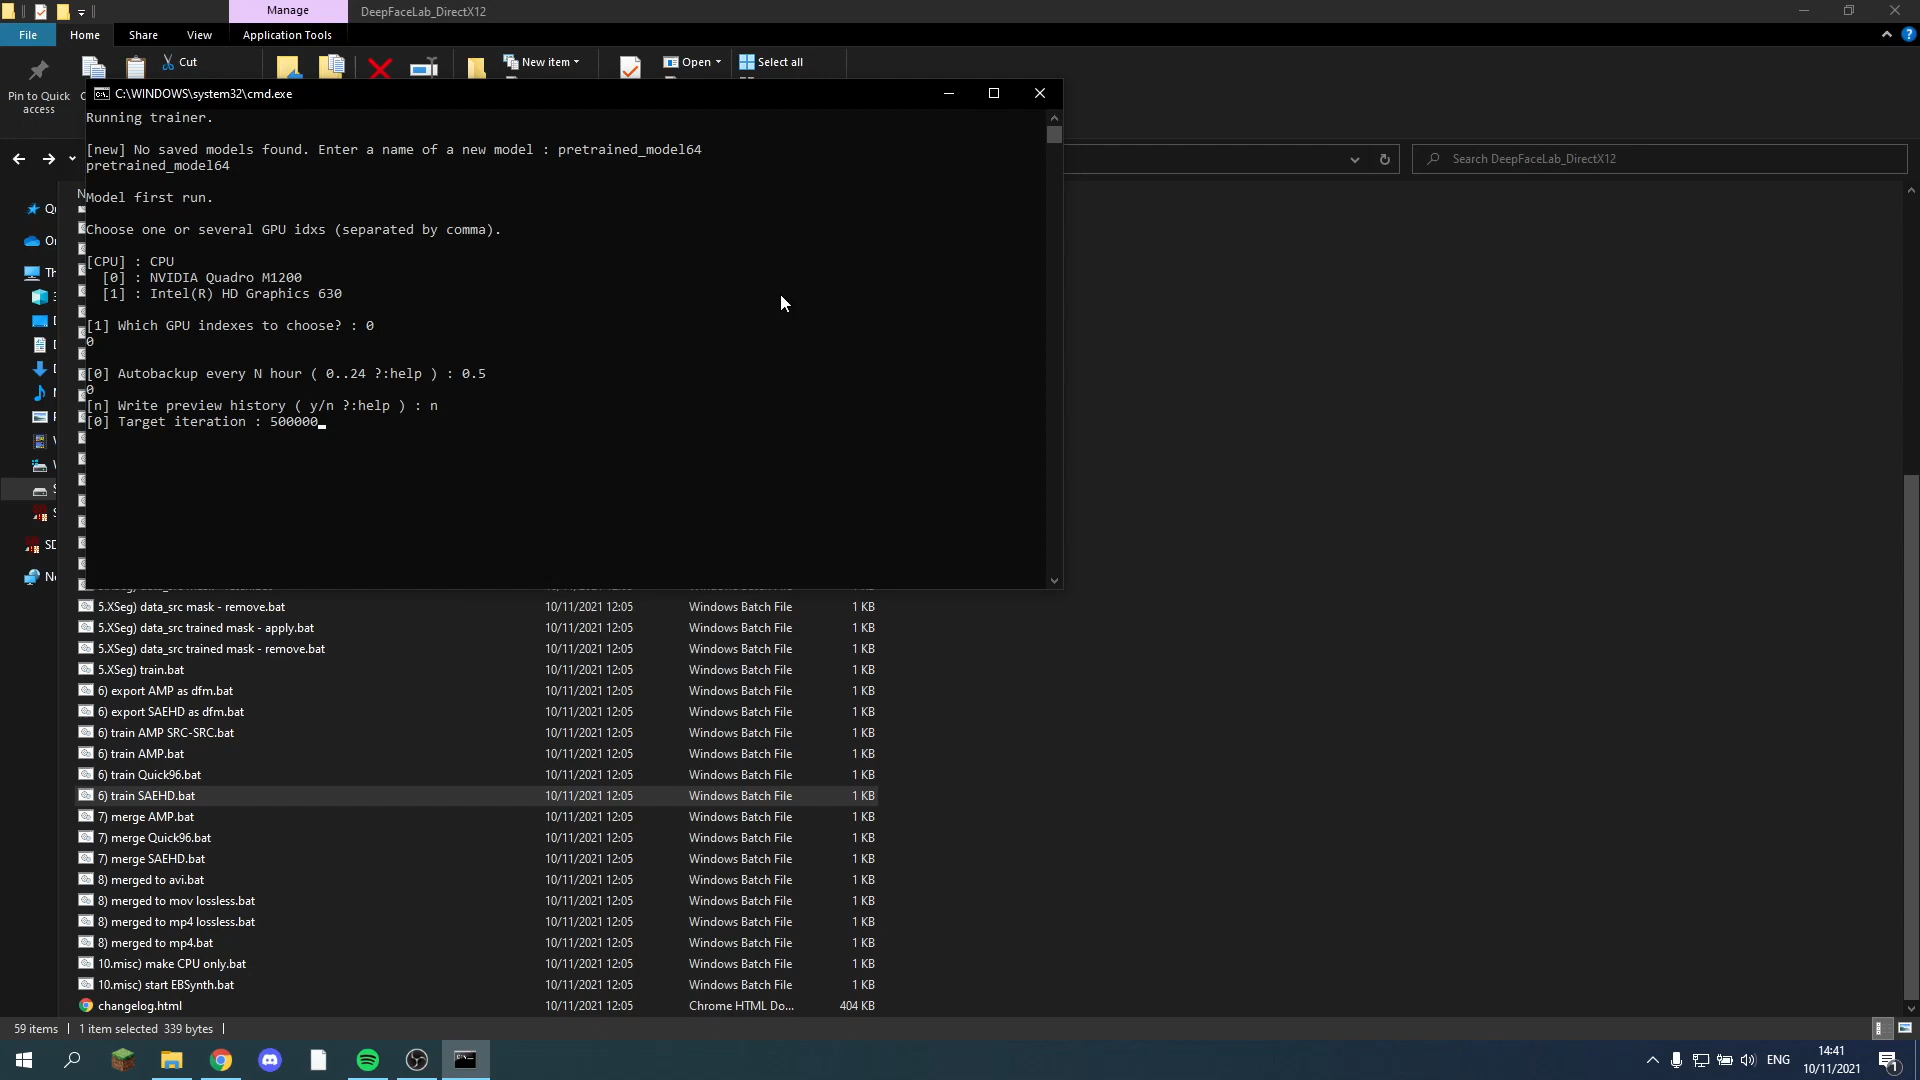 Manage
DeepFaceLab_DirectX12
File
Home
Share
View
Application Tools
Pin to Quick
access
Cut
New item
Open
Select all
C:\WINDOWS\system32\cmd.exe
Search DeepFaceLab_DirectX12
Running trainer.
[new] No saved models found. Enter a name of a new model : pretrained_model64
pretrained_model64
Model first run.
Choose one or several GPU idxs (separated by comma).
[CPU] : CPU
[0] : NVIDIA Quadro M1200
[1] : Intel(R) HD Graphics 630
[1] Which GPU indexes to choose? : 0
0
[0] Autobackup every N hour ( 0..24 ?:help ) : 0.5
0
[n] Write preview history ( y/n ?:help ) : n
[0] Target iteration : 500000
5.XSeg) data_src mask - remove.bat 10/11/2021 12:05 Windows Batch File 1 KB
5.XSeg) data_src trained mask - apply.bat 10/11/2021 12:05 Windows Batch File 1 KB
5.XSeg) data_src trained mask - remove.bat 10/11/2021 12:05 Windows Batch File 1 KB
5.XSeg) train.bat 10/11/2021 12:05 Windows Batch File 1 KB
6) export AMP as dfm.bat 10/11/2021 12:05 Windows Batch File 1 KB
6) export SAEHD as dfm.bat 10/11/2021 12:05 Windows Batch File 1 KB
6) train AMP SRC-SRC.bat 10/11/2021 12:05 Windows Batch File 1 KB
6) train AMP.bat 10/11/2021 12:05 Windows Batch File 1 KB
6) train Quick96.bat 10/11/2021 12:05 Windows Batch File 1 KB
6) train SAEHD.bat 10/11/2021 12:05 Windows Batch File 1 KB
7) merge AMP.bat 10/11/2021 12:05 Windows Batch File 1 KB
7) merge Quick96.bat 10/11/2021 12:05 Windows Batch File 1 KB
7) merge SAEHD.bat 10/11/2021 12:05 Windows Batch File 1 KB
8) merged to avi.bat 10/11/2021 12:05 Windows Batch File 1 KB
8) merged to mov lossless.bat 10/11/2021 12:05 Windows Batch File 1 KB
8) merged to mp4 lossless.bat 10/11/2021 12:05 Windows Batch File 1 KB
8) merged to mp4.bat 10/11/2021 12:05 Windows Batch File 1 KB
10.misc) make CPU only.bat 10/11/2021 12:05 Windows Batch File 1 KB
10.misc) start EBSynth.bat 10/11/2021 12:05 Windows Batch File 1 KB
changelog.html 10/11/2021 12:05 Chrome HTML Do... 404 KB
59 items
1 item selected 339 bytes
ENG
14:41
10/11/2021
1